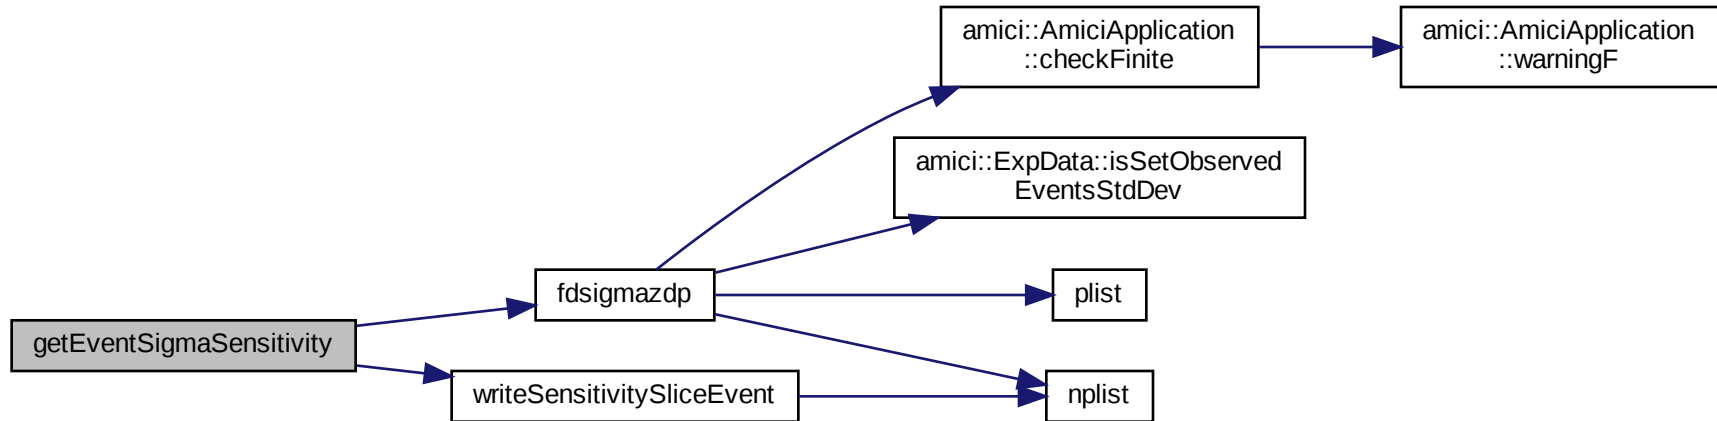 amici::AmiciApplication
::checkFinite
amici::AmiciApplication
::warningF
amici::ExpData::isSetObserved
EventsStdDev
fdsigmazdp
plist
getEventSigmaSensitivity
writeSensitivitySliceEvent
nplist